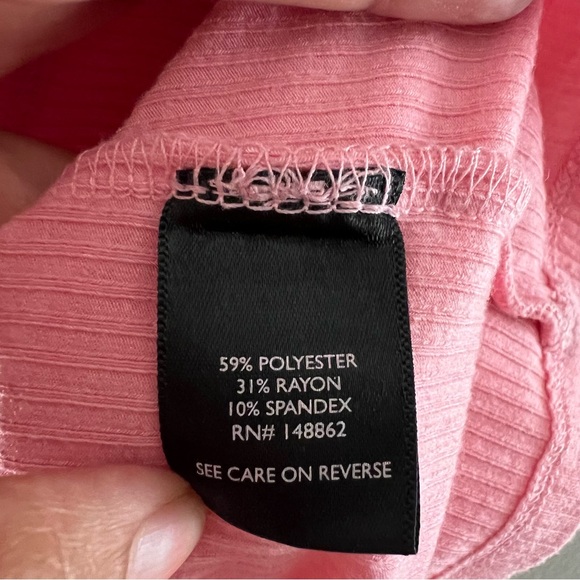 59% POLYESTER
31% RAYON
10% SPANDEX
RN# 148862
SEE CARE ON REVERSE